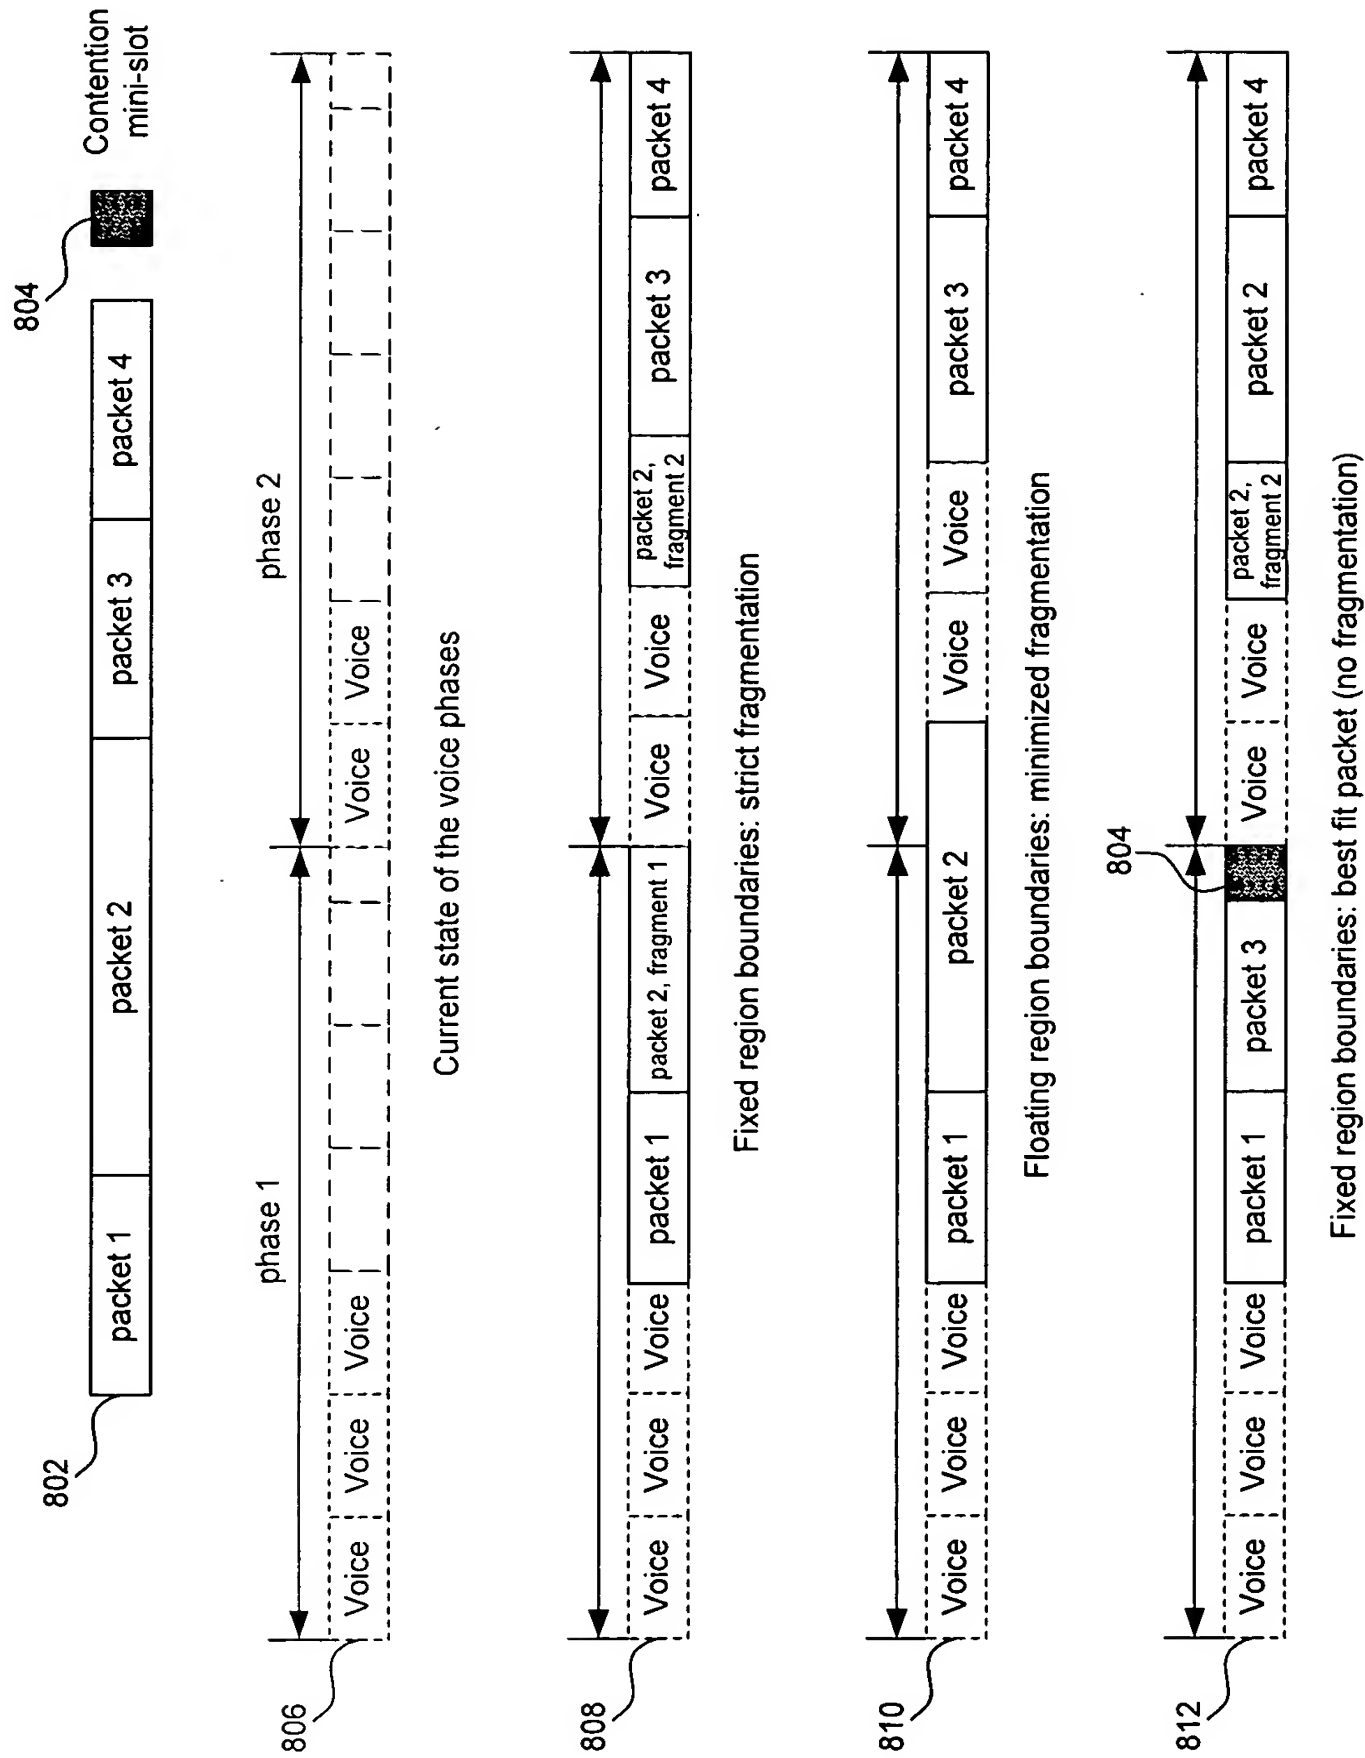 804
Contention
mini-slot
packet 1
packet 2
packet 3
packet 4
802
phase 1
phase 2
Voice
Voice
Voice
Voice
Voice
806
Current state of the voice phases
Voice
Voice
Voice
packet 1
packet 2, fragment 1
Voice
Voice
packet 2,
fragment 2
packet 3
packet 4
808
Fixed region boundaries: strict fragmentation
Voice
Voice
Voice
packet 1
packet 2
Voice
Voice
packet 3
packet 4
810
Floating region boundaries: minimized fragmentation
804
Voice
Voice
Voice
packet 1
packet 3
Voice
Voice
packet 2,
fragment 2
packet 2
packet 4
812
Fixed region boundaries: best fit packet (no fragmentation)